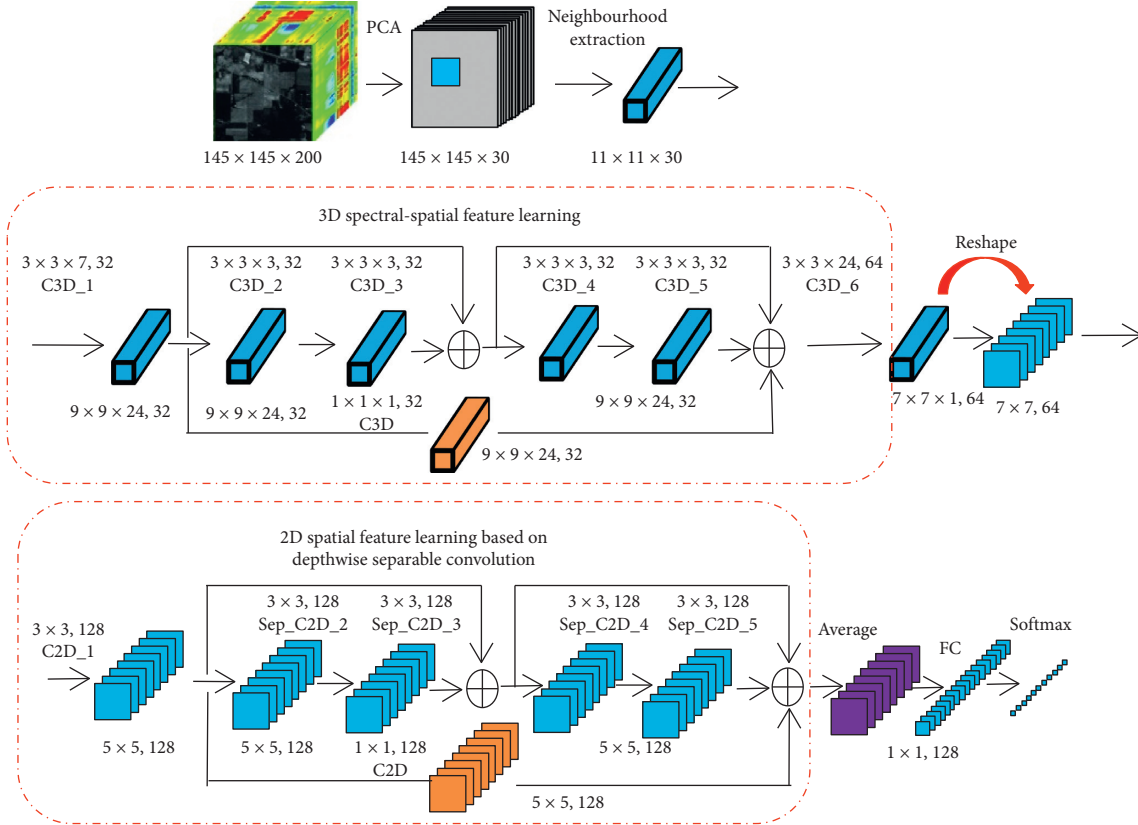 PCA
Neighbourhood
extraction
145 × 145 × 200
145 × 145 × 30
11 × 11 × 30
3D spectral-spatial feature learning
Reshape
3 × 3 × 7, 32
C3D_1
3 × 3 × 3, 32
C3D_2
3 × 3 × 3, 32
C3D_3
3 × 3 × 3, 32
C3D_4
3 × 3 × 3, 32
C3D_5
3 × 3 × 24, 64
C3D_6
9 × 9 × 24, 32
9 × 9 × 24, 32
1 × 1 × 1, 32
C3D
9 × 9 × 24, 32
9 × 9 × 24, 32
7 × 7 × 1, 64
7 × 7, 64
2D spatial feature learning based on
depthwise separable convolution
3 × 3, 128
C2D_1
3 × 3, 128
Sep_C2D_2
3 × 3, 128
Sep_C2D_3
3 × 3, 128
Sep_C2D_4
3 × 3, 128
Sep_C2D_5
Average
FC
Softmax
5 × 5, 128
5 × 5, 128
1 × 1, 128
C2D
5 × 5, 128
5 × 5, 128
1 × 1, 128